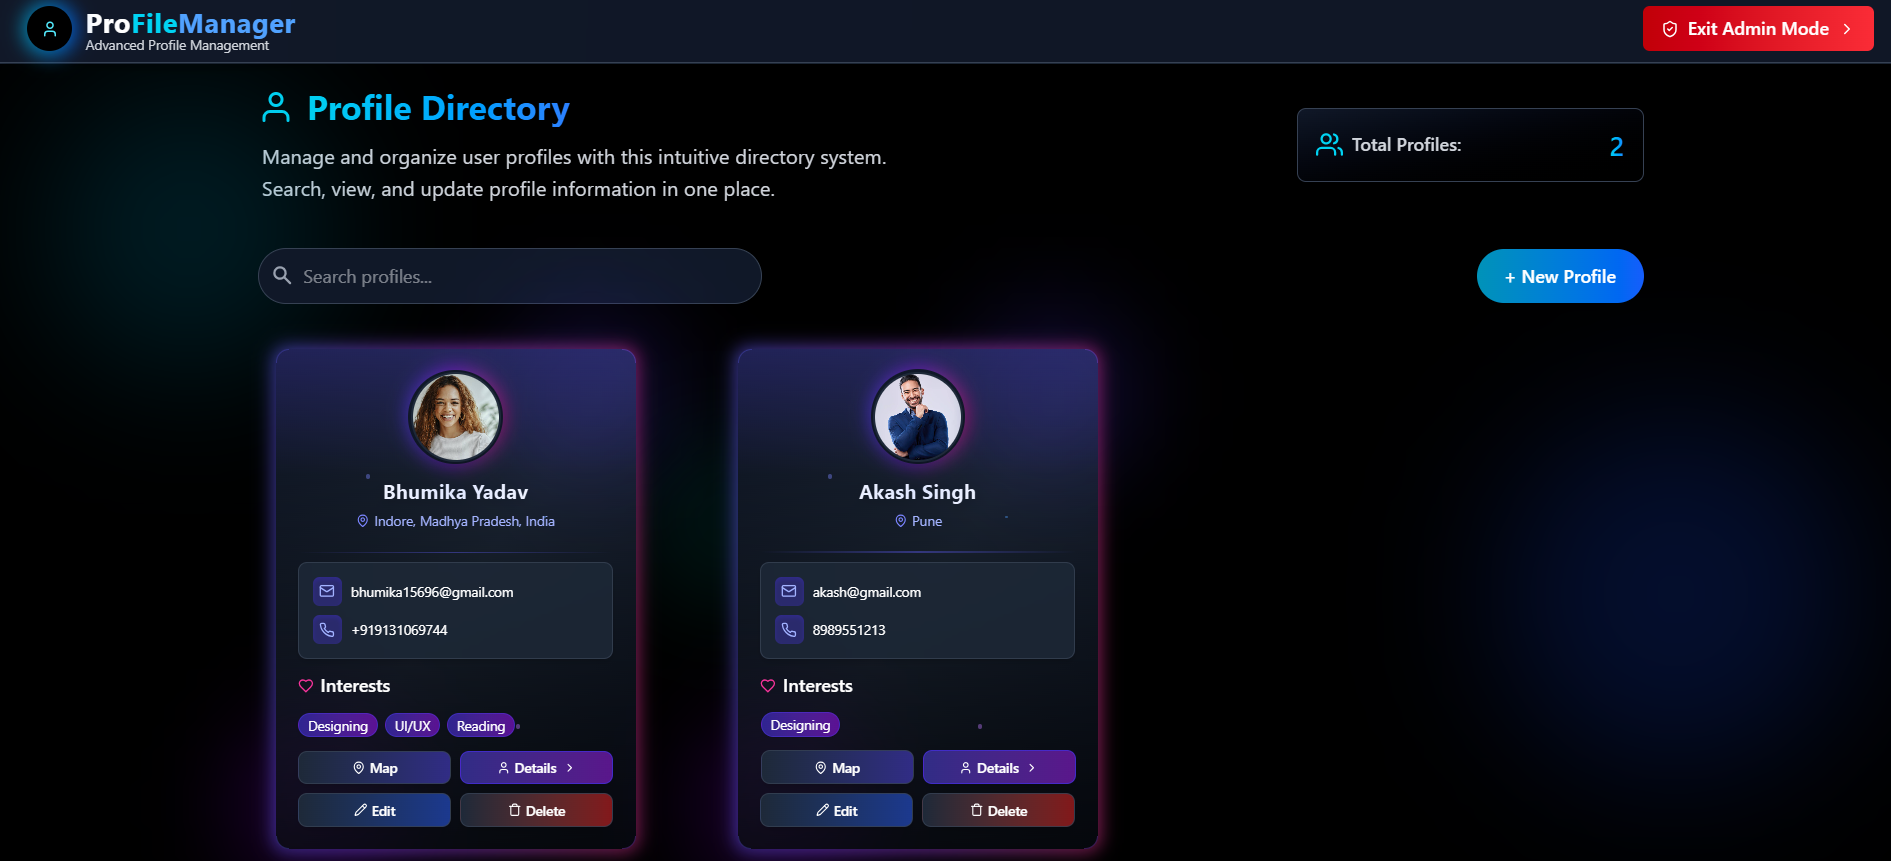 ProFileManager
Advanced Profile Management
Exit Admin Mode
Profile Directory
Manage and organize user profiles with this intuitive directory system.
Search, view, and update profile information in one place.
Total Profiles: 2
Search profiles...
+ New Profile
Bhumika Yadav
Indore, Madhya Pradesh, India
bhumika15696@gmail.com
+919131069744
Interests
Designing UI/UX Reading
Map Details
Edit Delete
Akash Singh
Pune
akash@gmail.com
8989551213
Interests
Designing
Map Details
Edit Delete